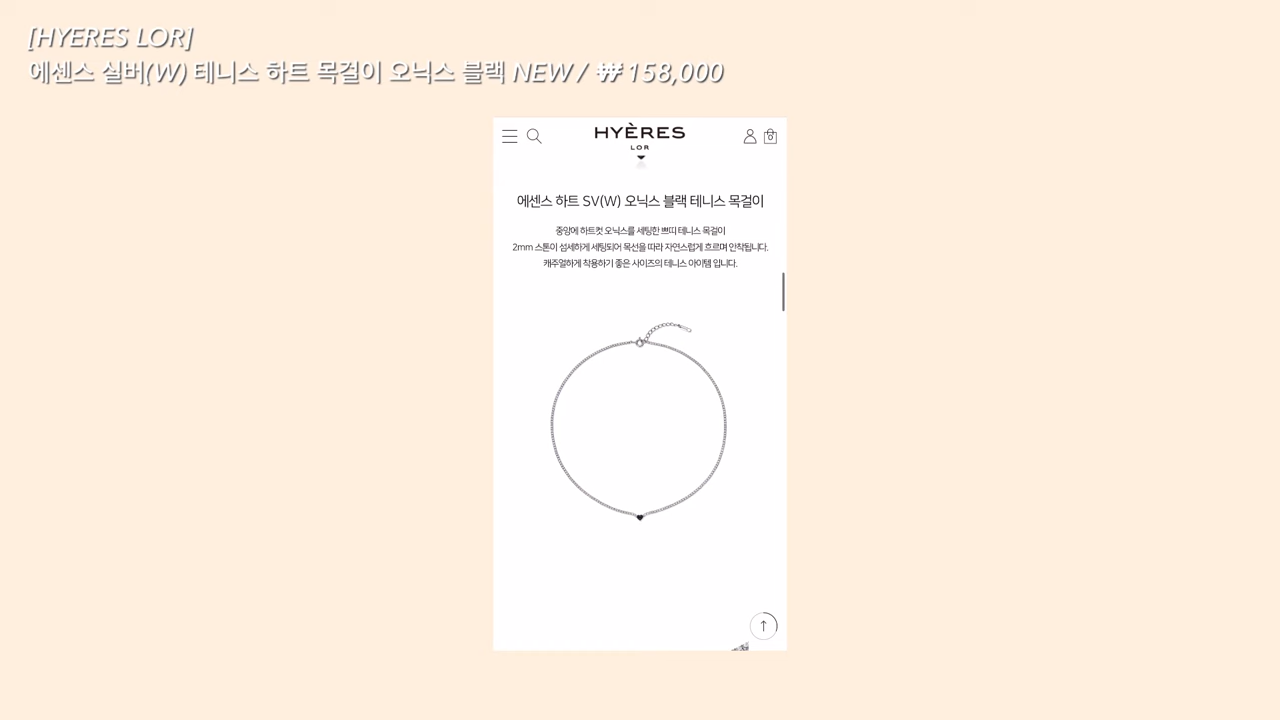 [HYERES LOR]
에센스 실버(W) 테니스 하트 목걸이 오닉스 블랙 NEW / ₩ 158,000
HYÈRES
LOR
0
에센스 하트 SV(W) 오닉스 블랙 테니스 목걸이
중앙에 하트컷 오닉스를 세팅한 쁘띠 테니스 목걸이
2mm 스톤이 섬세하게 세팅되어 목선을 따라 자연스럽게 흐르며 안착됩니다.
캐주얼하게 착용하기 좋은 사이즈의 테니스 아이템 입니다.